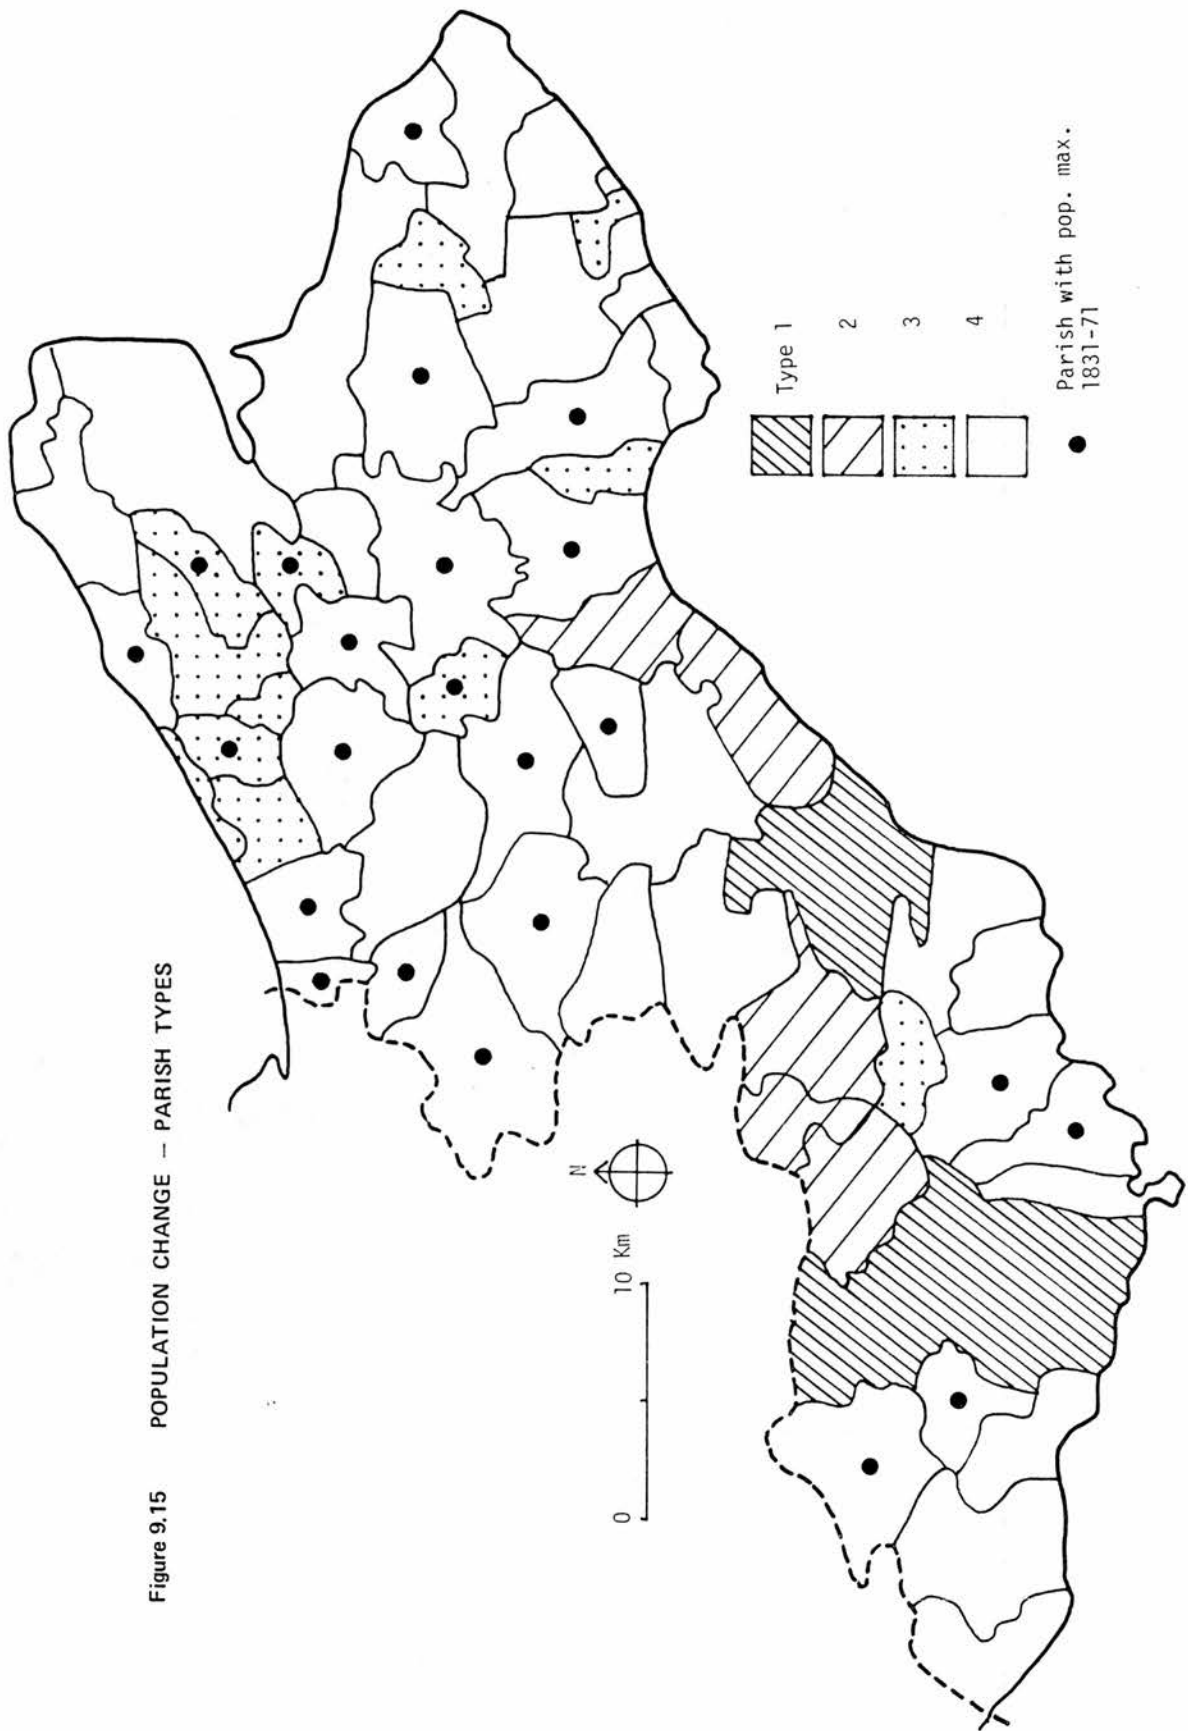 Figure 9.15 POPULATION CHANGE — PARISH TYPES
N
0 10 Km
Type 1
2
3
4
Parish with pop. max.
1831-71